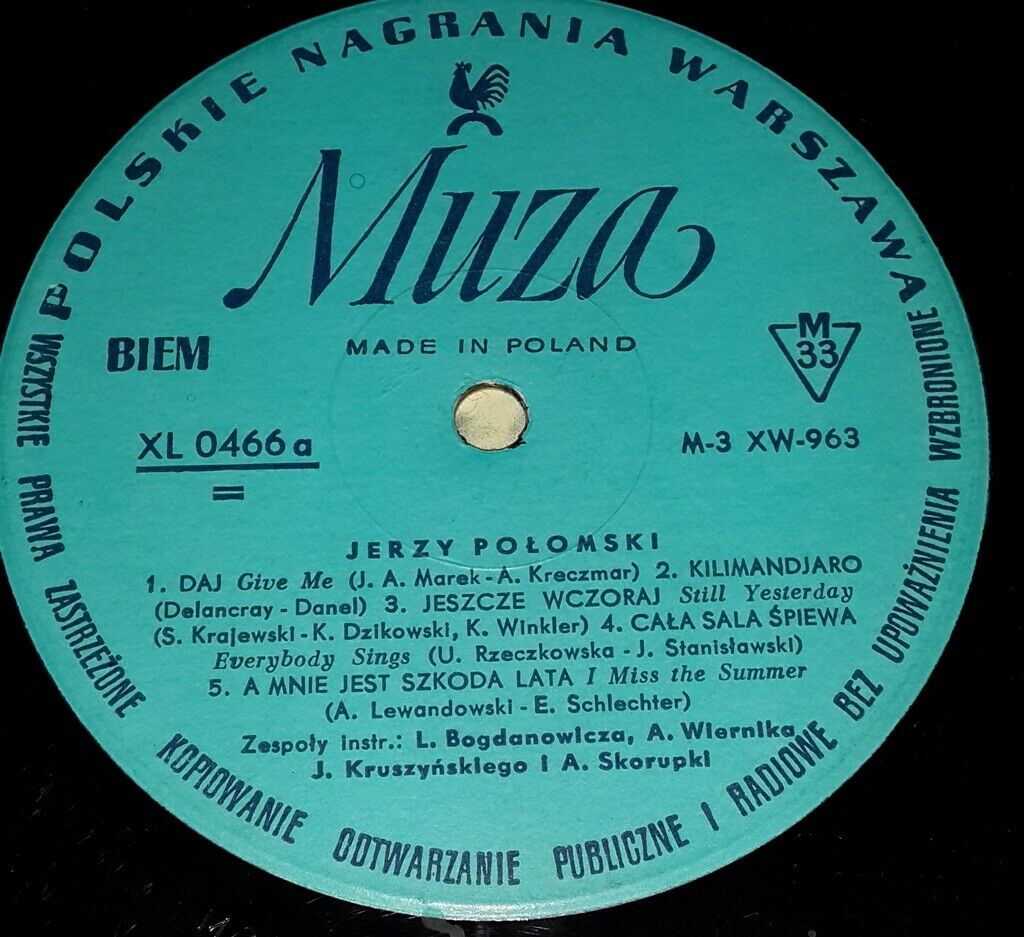 POLSKIE NAGRANIA WARSZAWA
Muza
MADE IN POLAND
BIEM
M
33
XL 0466 a
=
M-3 XW-963
JERZY POŁOMSKI
1. DAJ Give Me (J. A. Marek - A. Kreczmar) 2. KILIMANDJARO
(Delancray - Danel) 3. JESZCZE WCZORAJ Still Yesterday
(S. Krajewski - K. Dzikowski, K. Winkler) 4. CAŁA SALA ŚPIEWA
Everybody Sings (U. Rzeczkowska - J. Stanisławski)
5. A MNIE JEST SZKODA LATA I Miss the Summer
(A. Lewandowski - E. Schlechter)
Zespoły instr.: L. Bogdanowicza, A. Wiernika,
J. Kruszyńskiego i A. Skorupki
WSZYSTKIE PRAWA ZASTRZEŻONE KOPIOWANIE ODTWARZANIE PUBLICZNE I RADIOWE BEZ UPOWAŻNIENIA WZBRONIONE